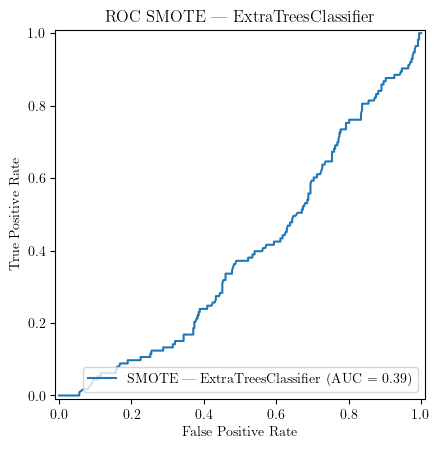 ROC SMOTE — ExtraTreesClassifier
True Positive Rate
1.0
0.8
0.6
0.4
0.2
0.0
SMOTE — ExtraTreesClassifier (AUC = 0.39)
0.0 0.2 0.4 0.6 0.8 1.0
False Positive Rate